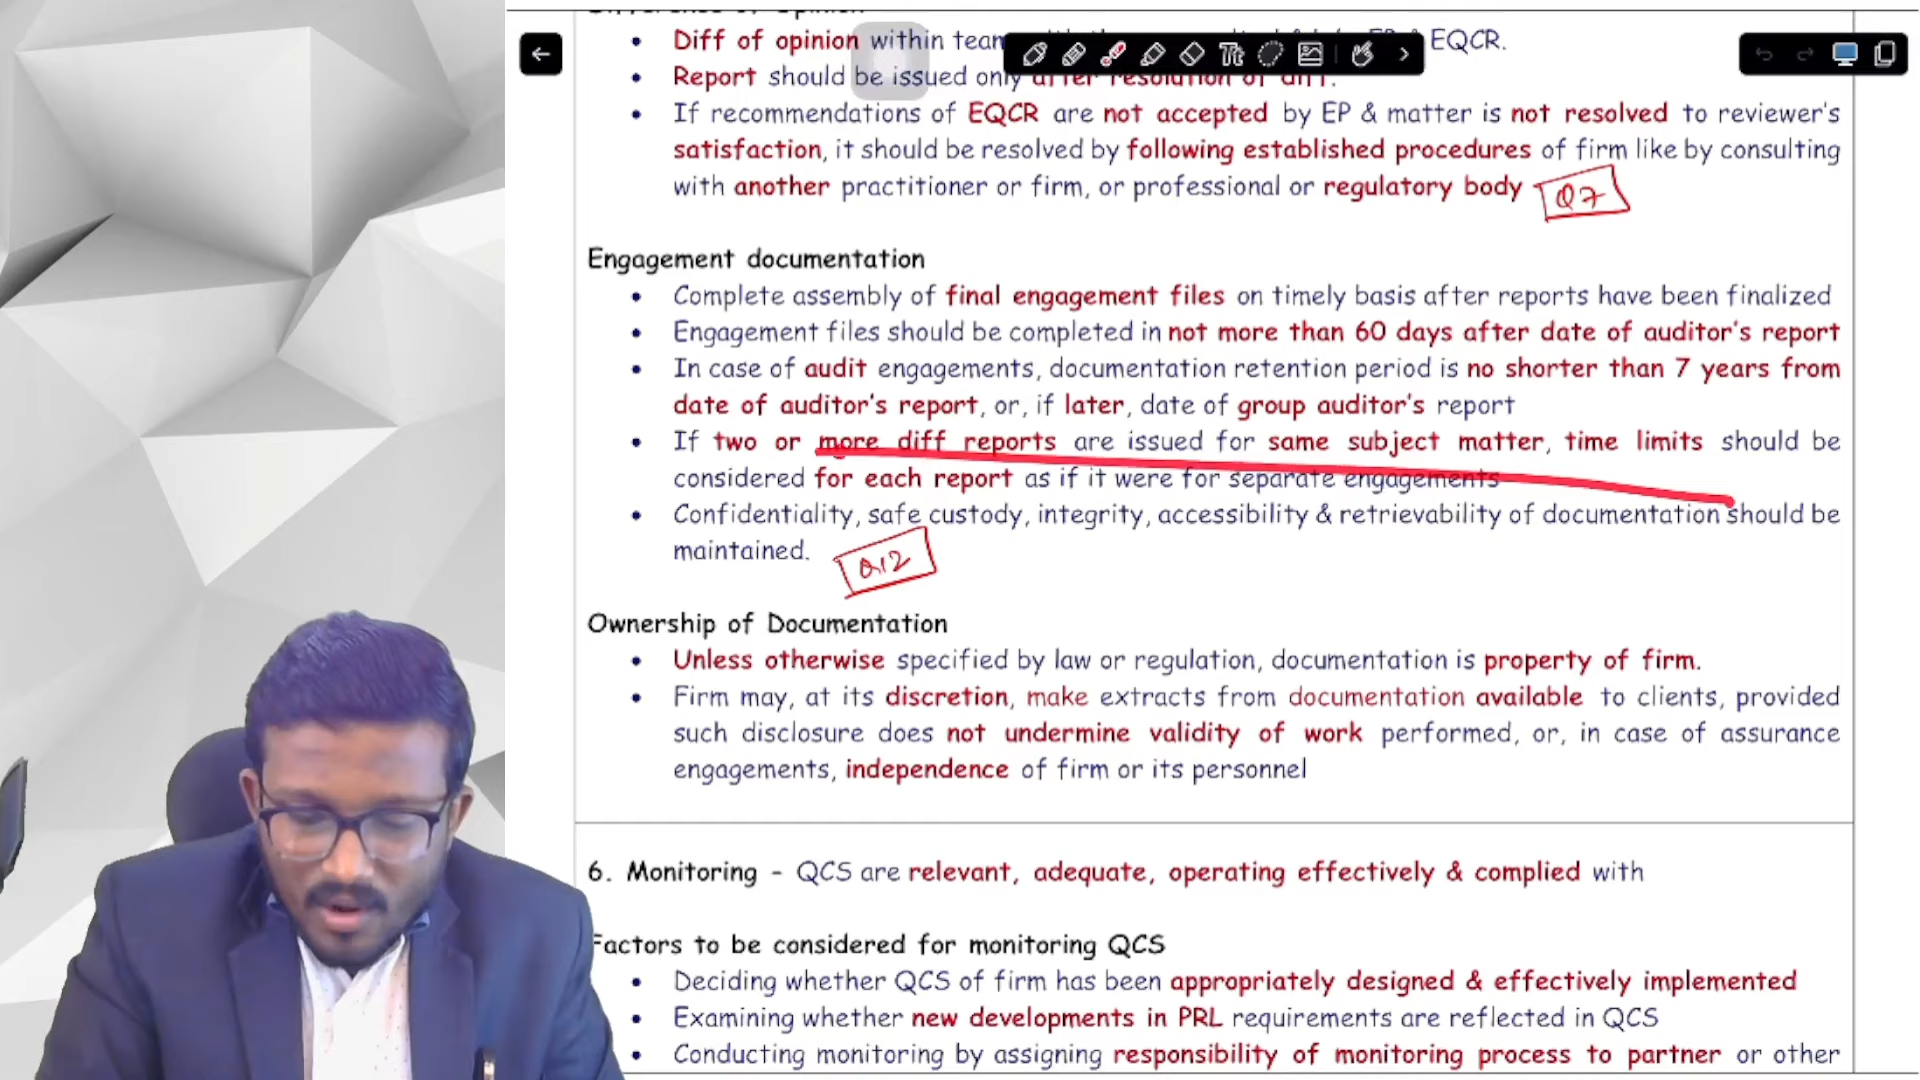 Diff of opinion within
EQCR.
Report should be issued only after resolution of diff.
If recommendations of EQCR are not accepted by EP & matter is not resolved to reviewer's
satisfaction, it should be resolved by following established procedures of firm like by consulting
with another practitioner or firm, or professional or regulatory body
Q7
Engagement documentation
Complete assembly of final engagement files on timely basis after reports have been finalized
Engagement files should be completed in not more than 60 days after date of auditor's report
In case of audit engagements, documentation retention period is no shorter than 7 years from
date of auditor's report, or, if later, date of group auditor's report
If two or more diff reports are issued for same subject matter, time limits should be
considered for each report as if it were for separate engagements
Confidentiality, safe custody, integrity, accessibility & retrievability of documentation should be
maintained.
Q12
Ownership of Documentation
Unless otherwise specified by law or regulation, documentation is property of firm.
Firm may, at its discretion, make extracts from documentation available to clients, provided
such disclosure does not undermine validity of work performed, or, in case of assurance
engagements, independence of firm or its personnel
6. Monitoring - QCS are relevant, adequate, operating effectively & complied with
Factors to be considered for monitoring QCS
Deciding whether QCS of firm has been appropriately designed & effectively implemented
Examining whether new developments in PRL requirements are reflected in QCS
Conducting monitoring by assigning responsibility of monitoring process to partner or other